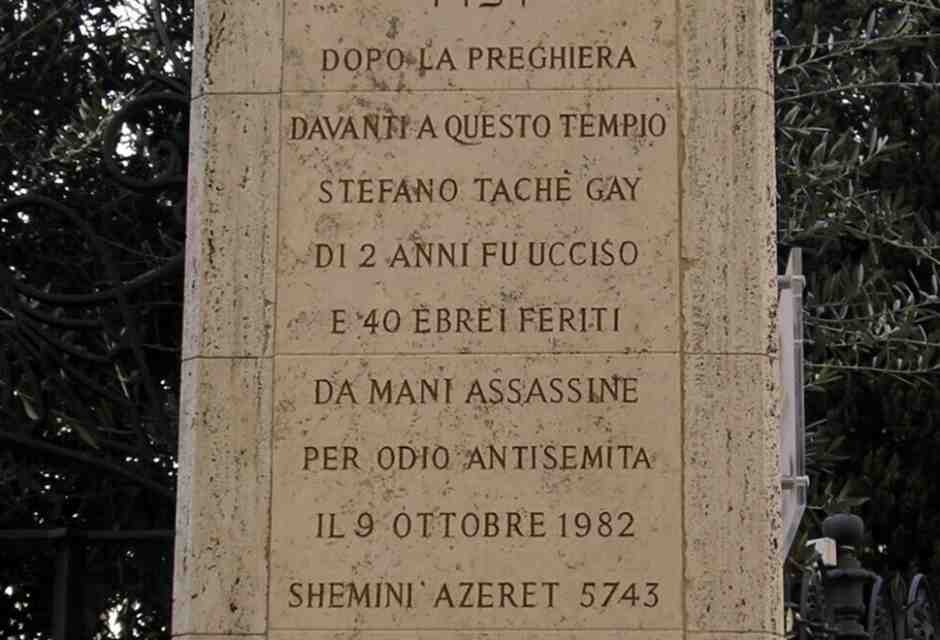 DOPO LA PREGHIERA
DAVANTI A QUESTO TEMPIO
STEFANO TACHÈ GAY
DI 2 ANNI FU UCCISO
E 40 EBREI FERITI
DA MANI ASSASSINE
PER ODIO ANTISEMITA
IL 9 OTTOBRE 1982
SHEMINI AZERET 5743